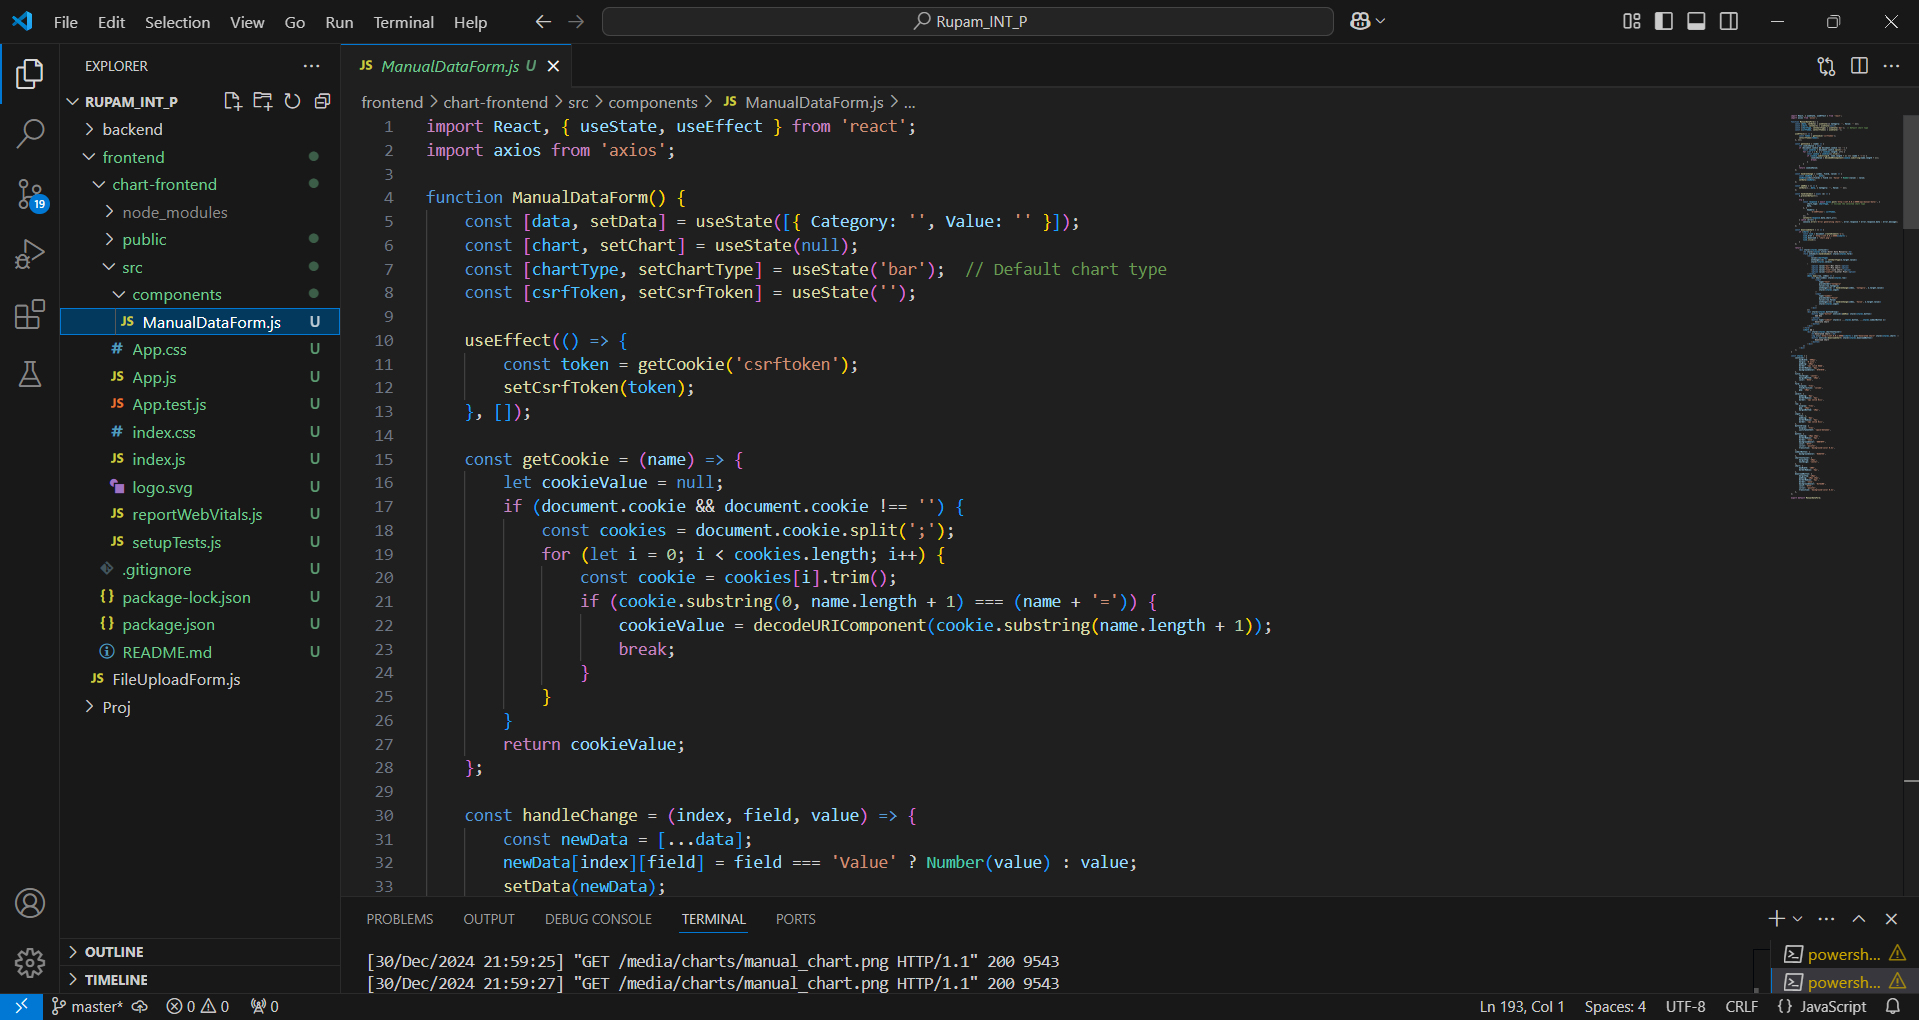 File Edit Selection View Go Run Terminal Help
Rupam_INT_P
EXPLORER
RUPAM_INT_P
backend
frontend
chart-frontend
node_modules
public
src
components
JS ManualDataForm.js U
# App.css U
JS App.js U
JS App.test.js U
# index.css U
JS index.js U
logo.svg U
JS reportWebVitals.js U
JS setupTests.js U
.gitignore U
{} package-lock.json U
{} package.json U
README.md U
JS FileUploadForm.js
Proj
OUTLINE
TIMELINE
19
JS ManualDataForm.js U
frontend > chart-frontend > src > components > JS ManualDataForm.js > ...
1 import React, { useState, useEffect } from 'react';
2 import axios from 'axios';
3
4 function ManualDataForm() {
5 const [data, setData] = useState([{ Category: '', Value: '' }]);
6 const [chart, setChart] = useState(null);
7 const [chartType, setChartType] = useState('bar');  // Default chart type
8 const [csrfToken, setCsrfToken] = useState('');
9
10 useEffect(() => {
11 const token = getCookie('csrftoken');
12 setCsrfToken(token);
13 }, []);
14
15 const getCookie = (name) => {
16 let cookieValue = null;
17 if (document.cookie && document.cookie !== '') {
18 const cookies = document.cookie.split(';');
19 for (let i = 0; i < cookies.length; i++) {
20 const cookie = cookies[i].trim();
21 if (cookie.substring(0, name.length + 1) === (name + '=')) {
22 cookieValue = decodeURIComponent(cookie.substring(name.length + 1));
23 break;
24 }
25 }
26 }
27 return cookieValue;
28 };
29
30 const handleChange = (index, field, value) => {
31 const newData = [...data];
32 newData[index][field] = field === 'Value' ? Number(value) : value;
33 setData(newData);
PROBLEMS OUTPUT DEBUG CONSOLE TERMINAL PORTS
[30/Dec/2024 21:59:25] "GET /media/charts/manual_chart.png HTTP/1.1" 200 9543
[30/Dec/2024 21:59:27] "GET /media/charts/manual_chart.png HTTP/1.1" 200 9543
powersh...
powersh...
master* 0 0 0 Ln 193, Col 1 Spaces: 4 UTF-8 CRLF {} JavaScript